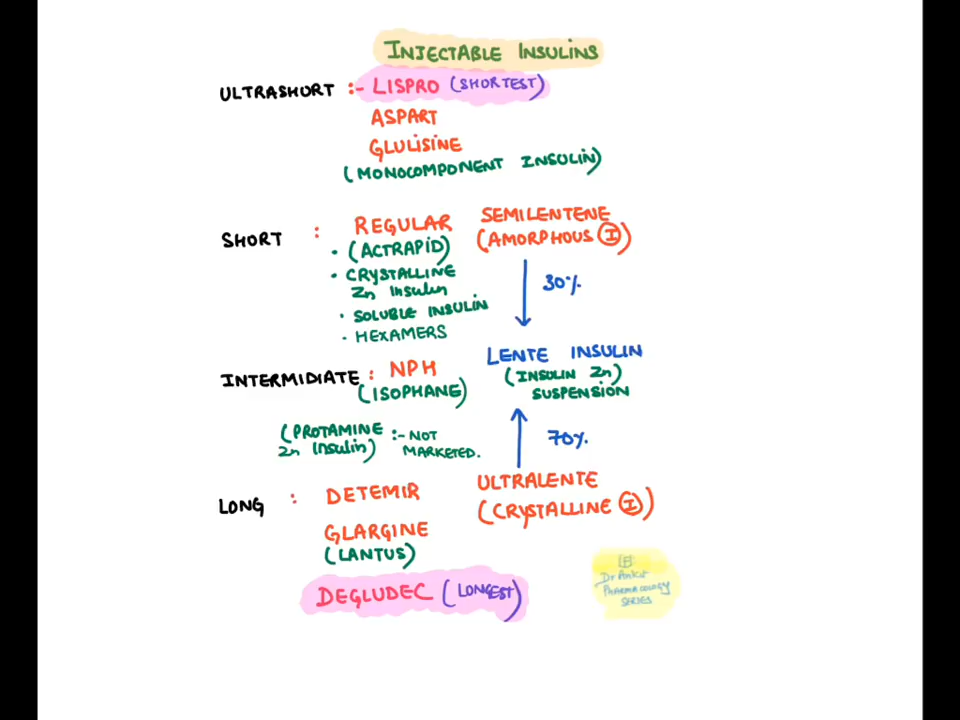 INJECTABLE INSULINS
ULTRASHORT :- LISPRO (SHORTEST)
ASPART
GLULISINE
(MONOCOMPONENT INSULIN)
SHORT : REGULAR SEMILENTENE
• (ACTRAPID) (AMORPHOUS I)
• CRYSTALLINE
Zn Insulin
30%
• SOLUBLE INSULIN
• HEXAMERS
LENTE INSULIN
(INSULIN Zn)
SUSPENSION
INTERMIDIATE : NPH
(ISOPHANE)
(PROTAMINE :- NOT
Zn Insulin) MARKETED.
70%
LONG : DETEMIR ULTRALENTE
(CRYSTALLINE I)
GLARGINE
(LANTUS)
DEGLUDEC (LONGEST)
Dr Ankit
PHARMACOLOGY
SERIES